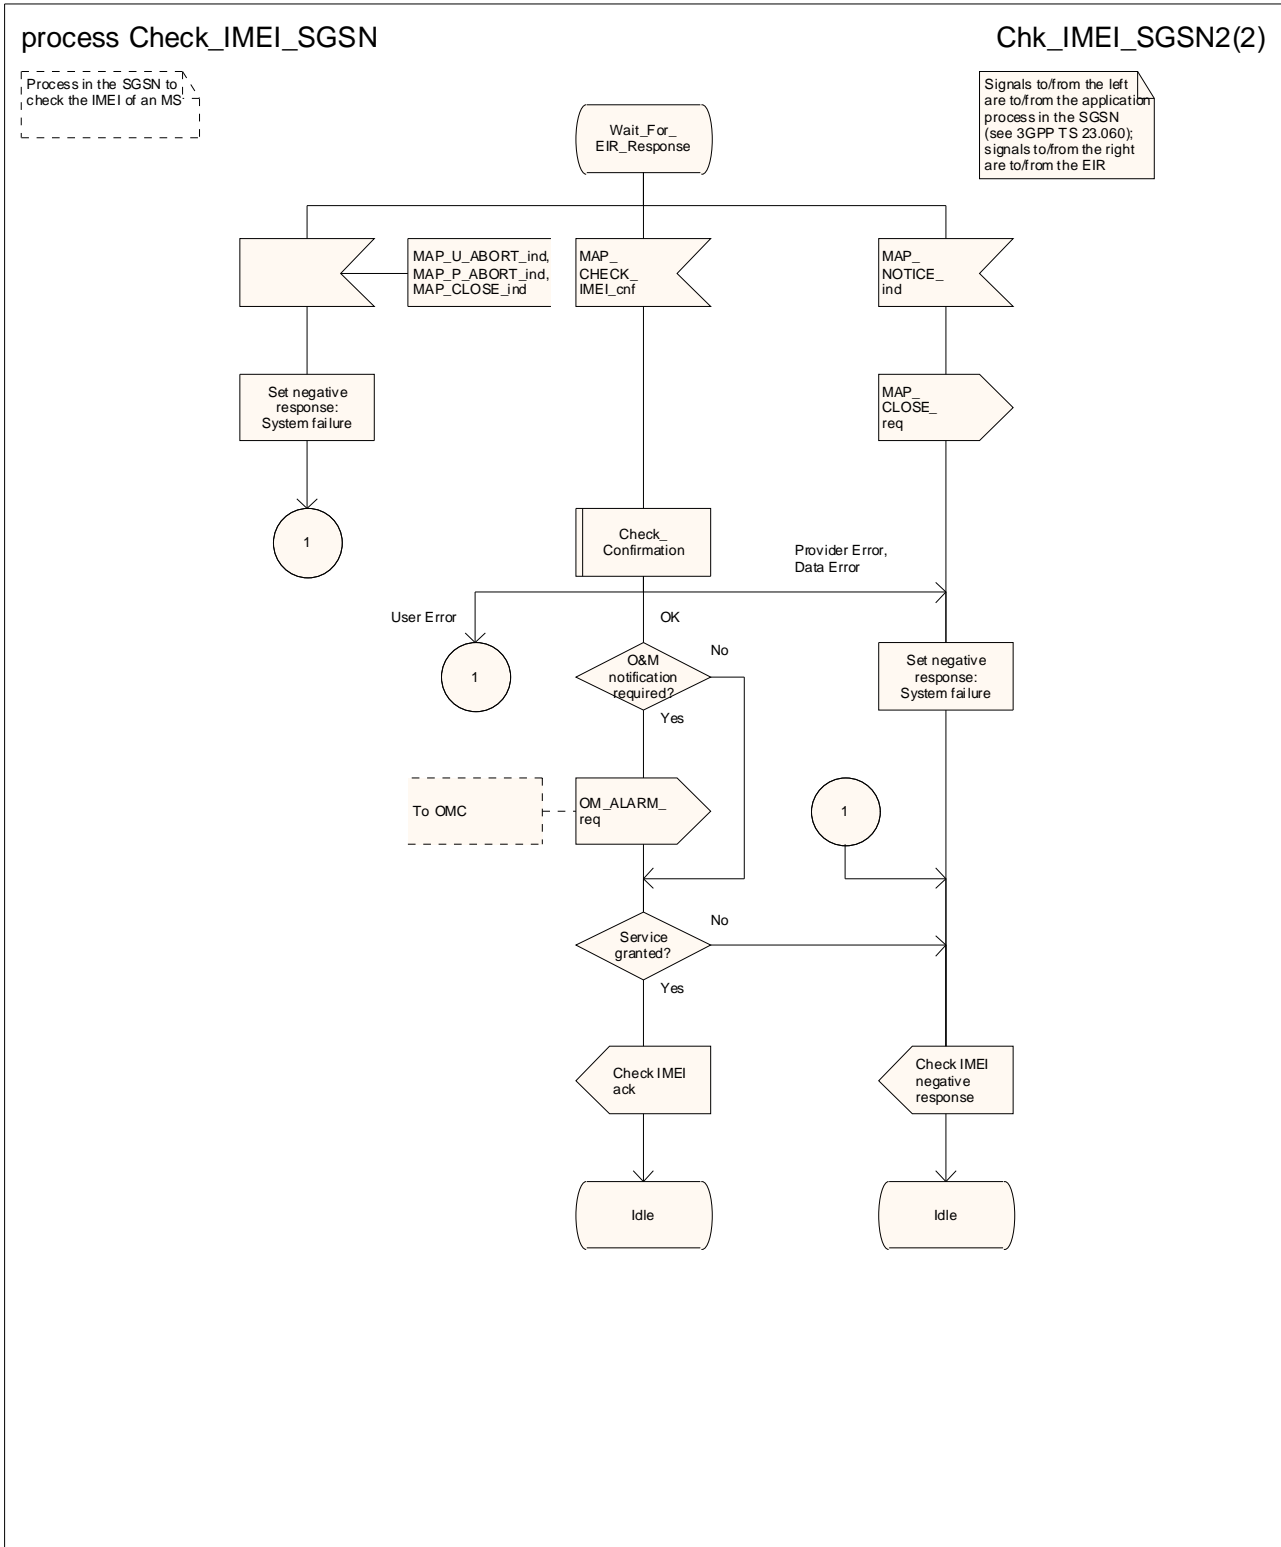 process Check_IMEI_SGSN
Chk_IMEI_SGSN2(2)
Process in the SGSN to
check the IMEI of an MS
Signals to/from the left
are to/from the application
process in the SGSN
(see 3GPP TS 23.060);
signals to/from the right
are to/from the EIR
Wait_For_
EIR_Response
MAP_U_ABORT_ind,
MAP_P_ABORT_ind,
MAP_CLOSE_ind
MAP_
CHECK_
IMEI_cnf
MAP_
NOTICE_
ind
Set negative
response:
System failure
MAP_
CLOSE_
req
1
Check_
Confirmation
Provider Error,
Data Error
User Error
OK
1
O&M
notification
required?
No
Yes
Set negative
response:
System failure
To OMC
OM_ALARM_
req
1
Service
granted?
No
Yes
Check IMEI
ack
Check IMEI
negative
response
Idle
Idle